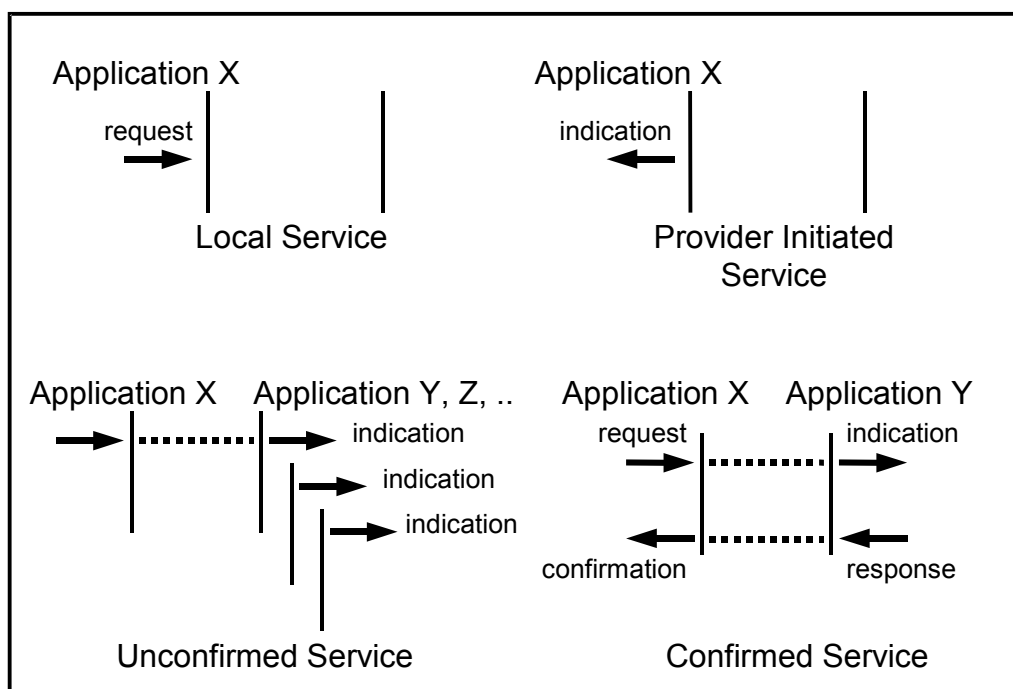 Application X
request
Local Service
Application X
indication
Provider Initiated
Service
Application X
Application Y, Z, ..
indication
indication
indication
Unconfirmed Service
Application X
Application Y
request
indication
confirmation
response
Confirmed Service